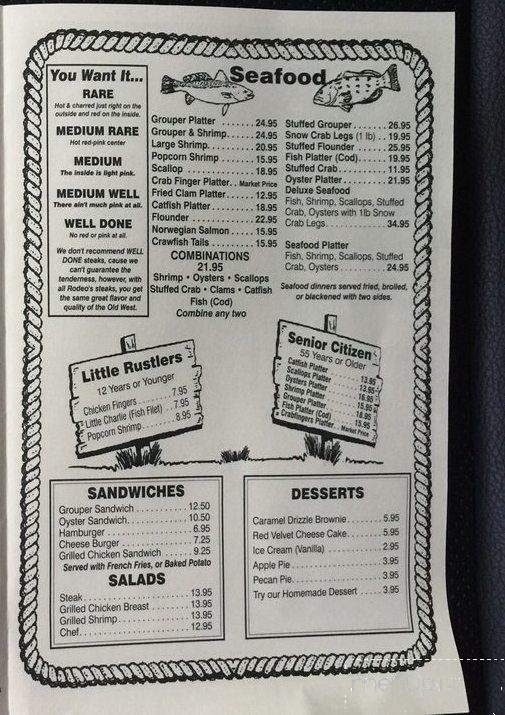 You Want It...
RARE
Hot & charred just right on the
outside and red on the inside.
MEDIUM RARE
Hot red-pink center
MEDIUM
The inside is light pink.
MEDIUM WELL
There ain't much pink at all.
WELL DONE
No red or pink at all.
We don't recommend WELL
DONE steaks, cause we
can't guarantee the
tenderness, however, with
all Rodeo's steaks, you get
the same great flavor and
quality of the Old West.
Seafood
Grouper Platter ....... 24.95
Grouper & Shrimp....... 24.95
Large Shrimp........... 20.95
Popcorn Shrimp ........ 15.95
Scallop ............... 18.95
Crab Finger Platter.. Market Price
Fried Clam Platter..... 12.95
Catfish Platter ....... 18.95
Flounder .............. 22.95
Norwegian Salmon ...... 15.95
Crawfish Tails ........ 15.95
COMBINATIONS
21.95
Shrimp • Oysters • Scallops
Stuffed Crab • Clams • Catfish
Fish (Cod)
Combine any two
Stuffed Grouper....... 26.95
Snow Crab Legs (1 lb) .. 19.95
Stuffed Flounder ...... 25.95
Fish Platter (Cod)..... 19.95
Stuffed Crab........... 11.95
Oyster Platter ........ 21.95
Deluxe Seafood
Fish, Shrimp, Scallops, Stuffed
Crab, Oysters with 1lb Snow
Crab Legs.............. 34.95
Seafood Platter
Fish, Shrimp, Scallops, Stuffed
Crab, Oysters.......... 24.95
Seafood dinners served fried, broiled,
or blackened with two sides.
Little Rustlers
12 Years or Younger
Chicken Fingers ...... 7.95
Little Charlie (Fish Filet) .. 7.95
Popcorn Shrimp....... 8.95
Senior Citizen
55 Years or Older
Catfish Platter ...... 13.95
Scallops Platter ..... 13.95
Oysters Platter ...... 16.95
Shrimp Platter ....... 15.95
Grouper Platter ...... 18.95
Fish Platter (Cod) ... 15.95
Crabfingers Platter .. Market Price
SANDWICHES
Grouper Sandwich ........ 12.50
Oyster Sandwich......... 10.50
Hamburger .............. 6.95
Cheese Burger .......... 7.25
Grilled Chicken Sandwich ..... 9.25
Served with French Fries, or Baked Potato
SALADS
Steak.................. 13.95
Grilled Chicken Breast ...... 13.95
Grilled Shrimp.......... 13.95
Chef................... 12.95
DESSERTS
Caramel Drizzle Brownie........ 5.95
Red Velvet Cheese Cake....... 5.95
Ice Cream (Vanilla) .......... 2.95
Apple Pie .............. 3.95
Pecan Pie............... 3.95
Try our Homemade Dessert .... 3.95